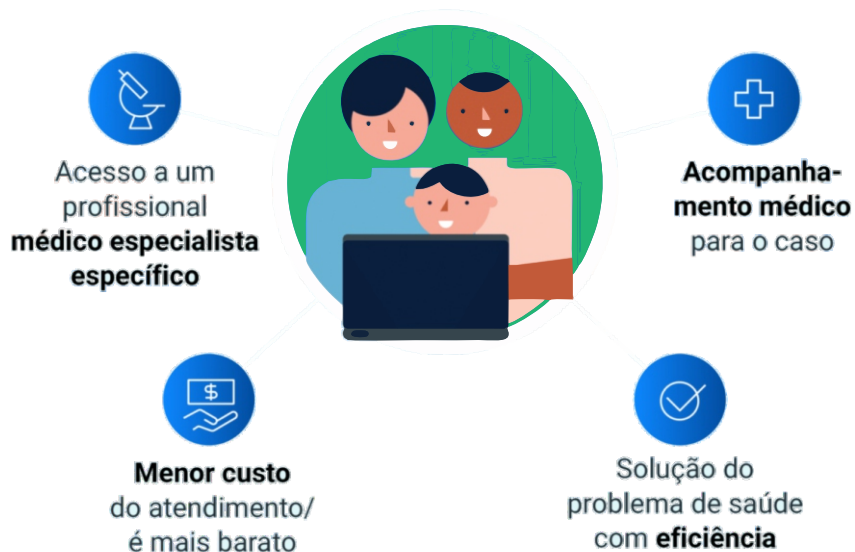 Acesso a um
profissional
médico especialista
específico
Acompanha-
mento médico
para o caso
$
Menor custo
do atendimento/
é mais barato
Solução do
problema de saúde
com eficiência